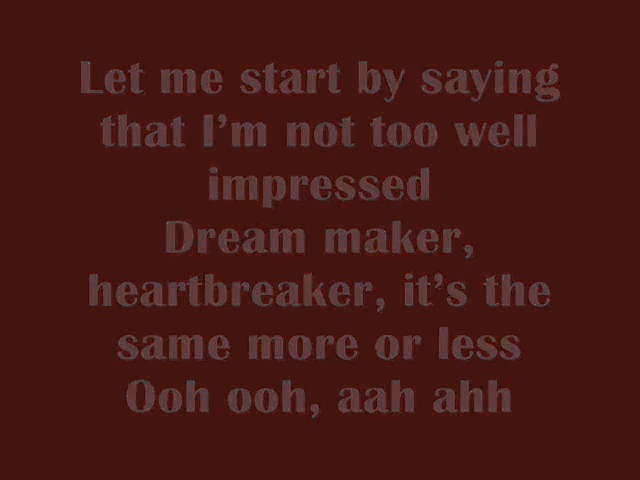 Let me start by saying
that I’m not too well
impressed
Dream maker,
heartbreaker, it’s the
same more or less
Ooh ooh, aah ahh